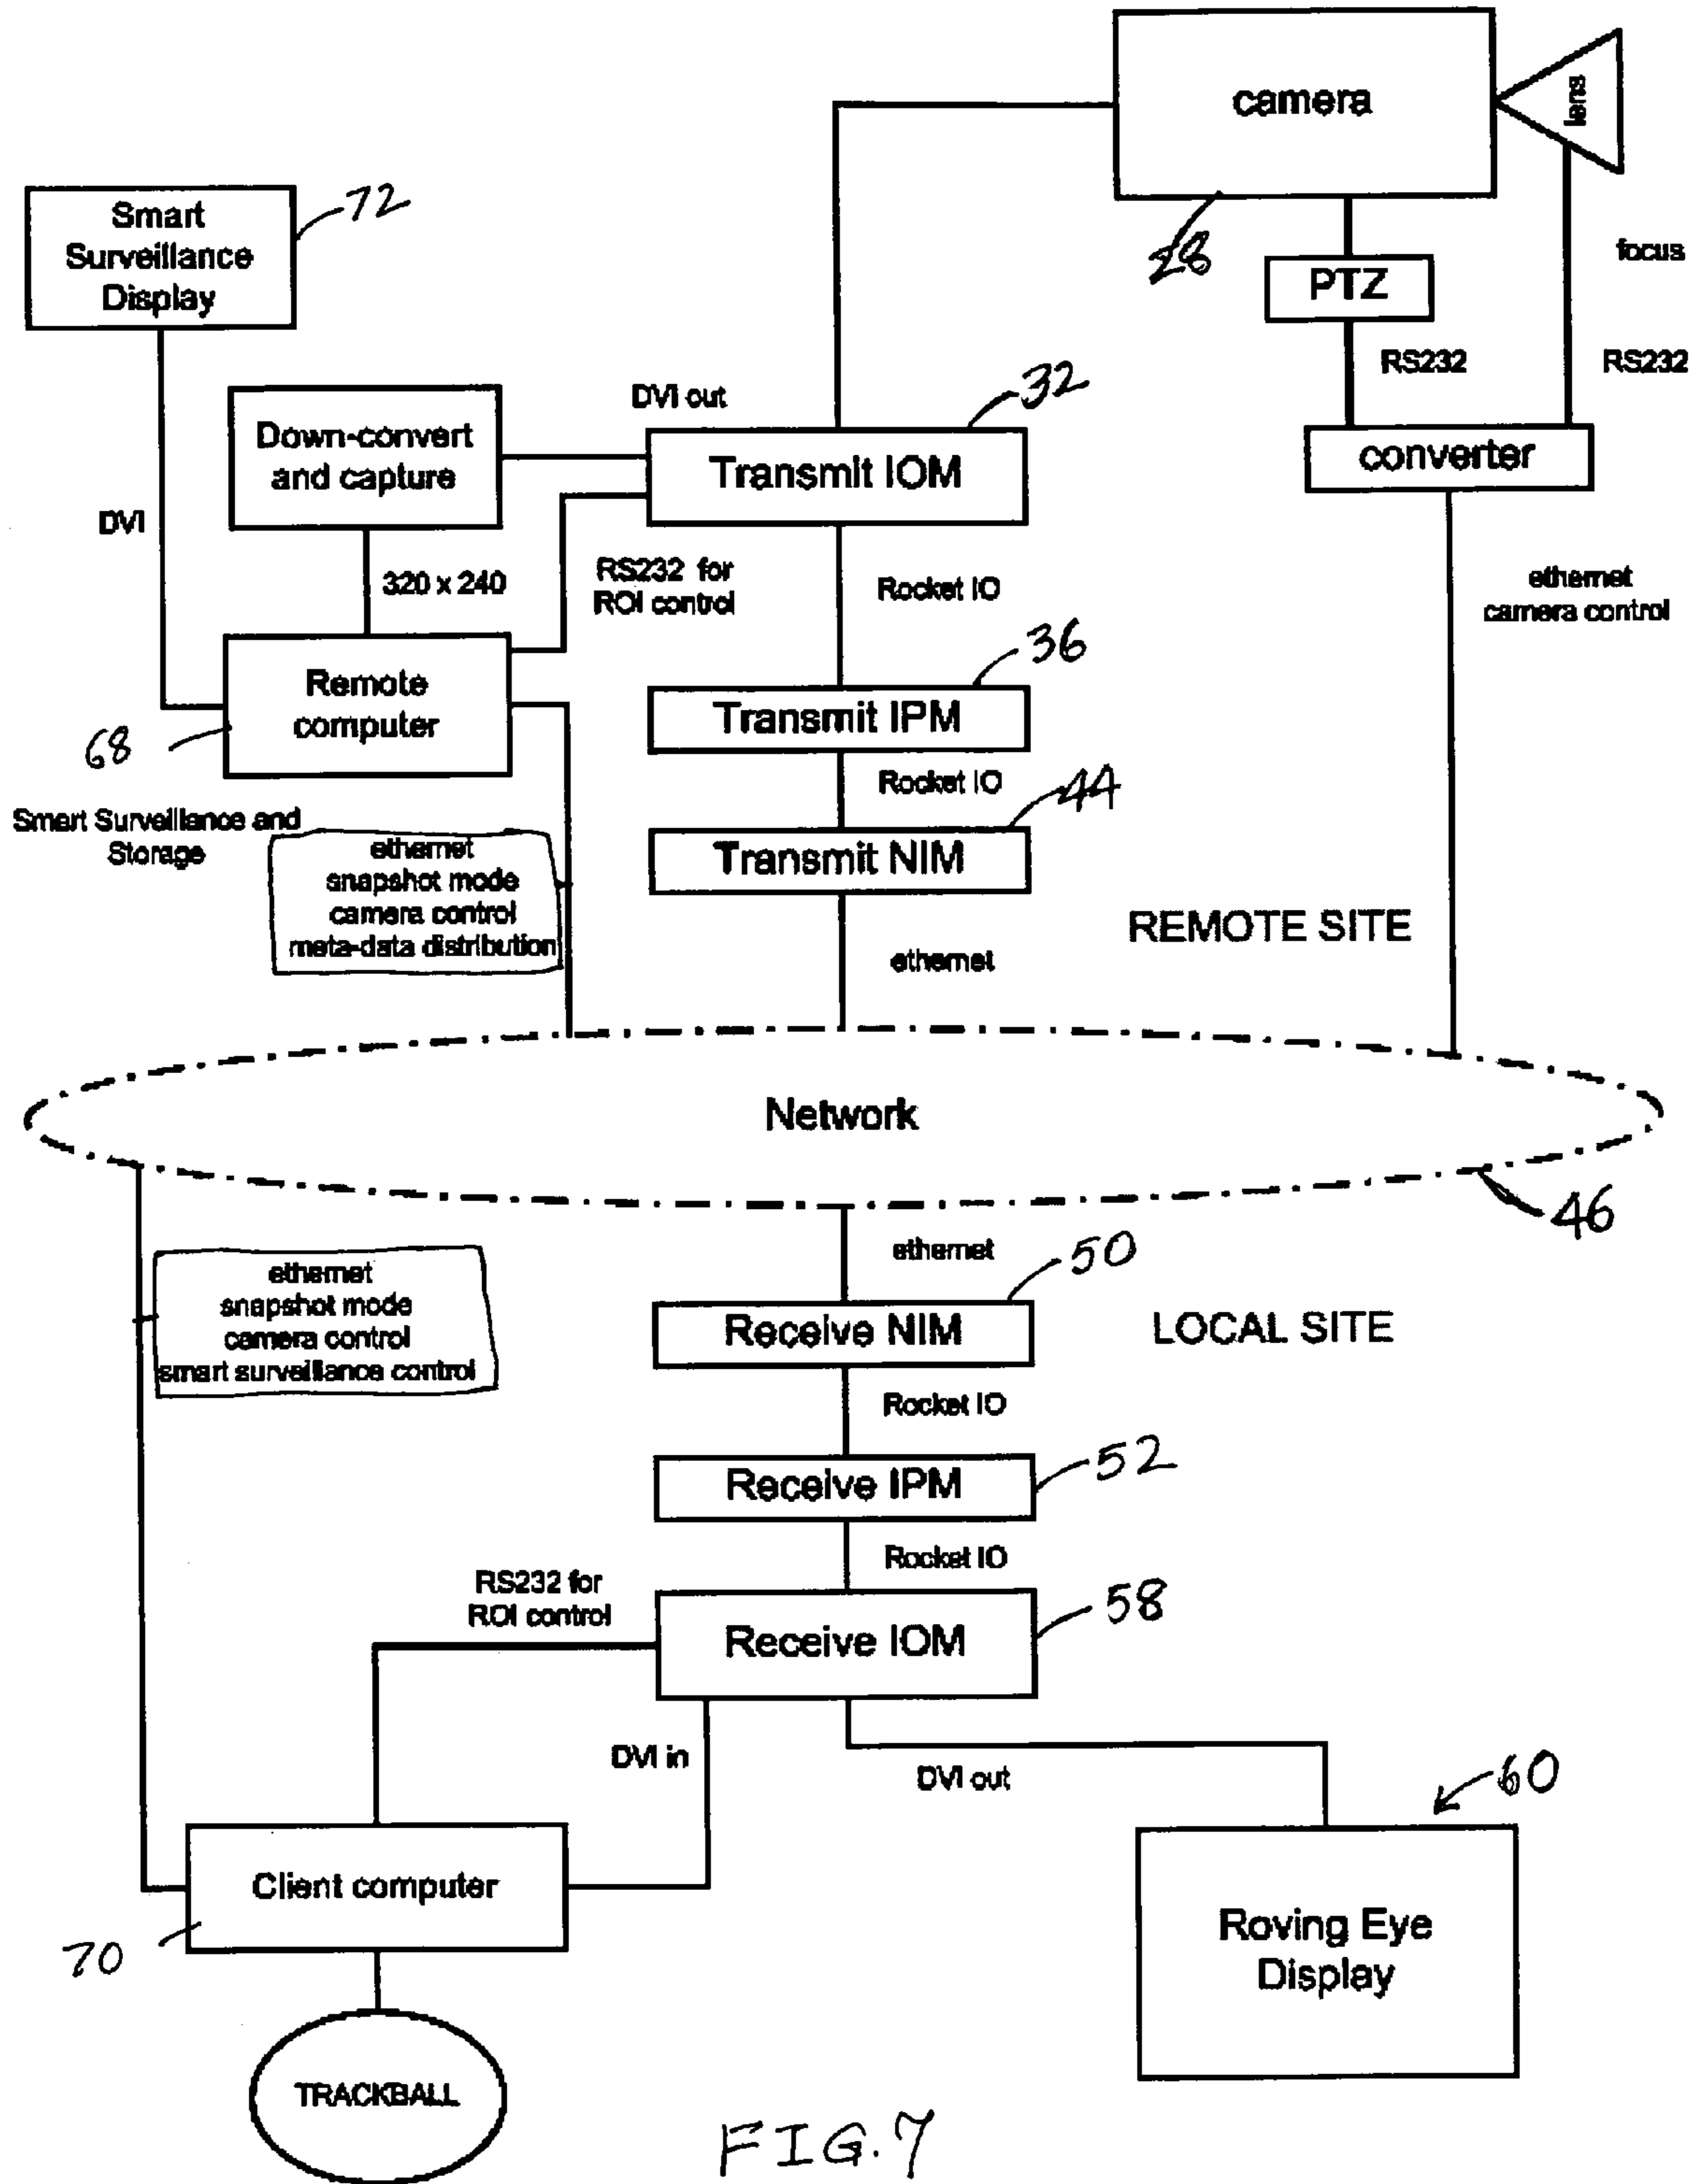 camera
lens
28
focus
PTZ
RS232
RS232
converter
ethernet
camera control
Smart
Surveillance
Display
72
DVI
Down-convert
and capture
DVI out
32
Transmit IOM
320 x 240
RS232 for
ROI control
Rocket IO
36
Remote
computer
68
Transmit IPM
Rocket IO
44
Smart Surveillance and
Storage
ethernet
snapshot mode
camera control
meta-data distribution
Transmit NIM
ethernet
REMOTE SITE
Network
46
ethernet
50
ethernet
snapshot mode
camera control
smart surveillance control
Receive NIM
LOCAL SITE
Rocket IO
Receive IPM
52
Rocket IO
RS232 for
ROI control
Receive IOM
58
DVI in
DVI out
60
Client computer
70
Roving Eye
Display
TRACKBALL
FIG. 7